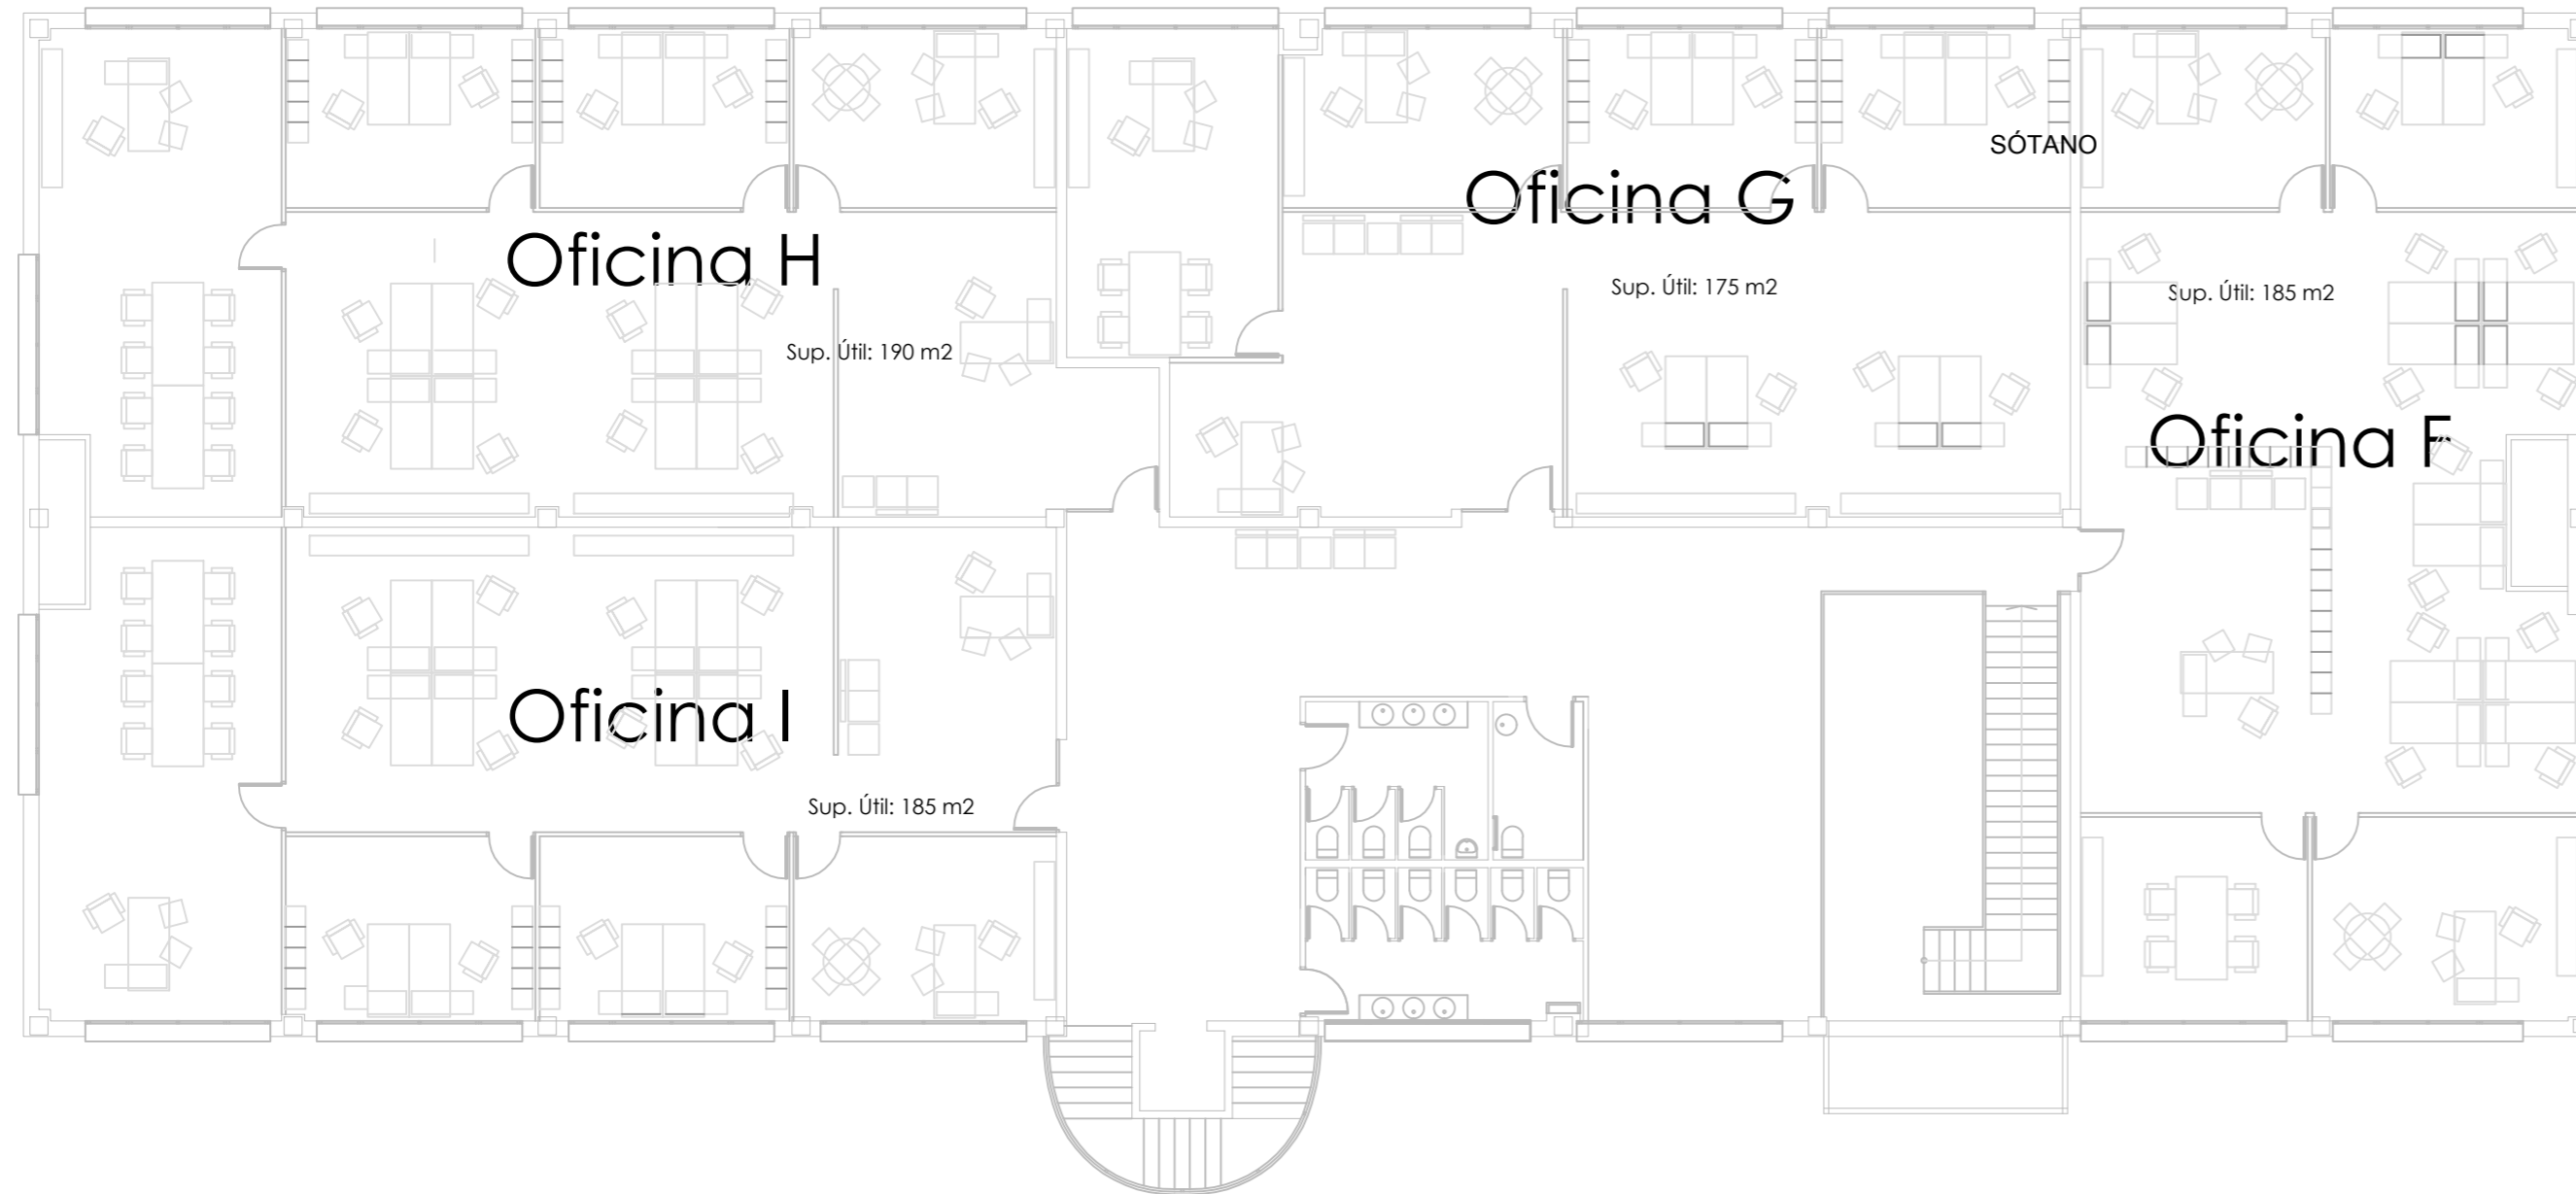 SÓTANO
Oficina G
Oficina H
Sup. Útil: 175 m2
Sup. Útil: 185 m2
Sup. Útil: 190 m2
Oficina F
Oficina I
Sup. Útil: 185 m2